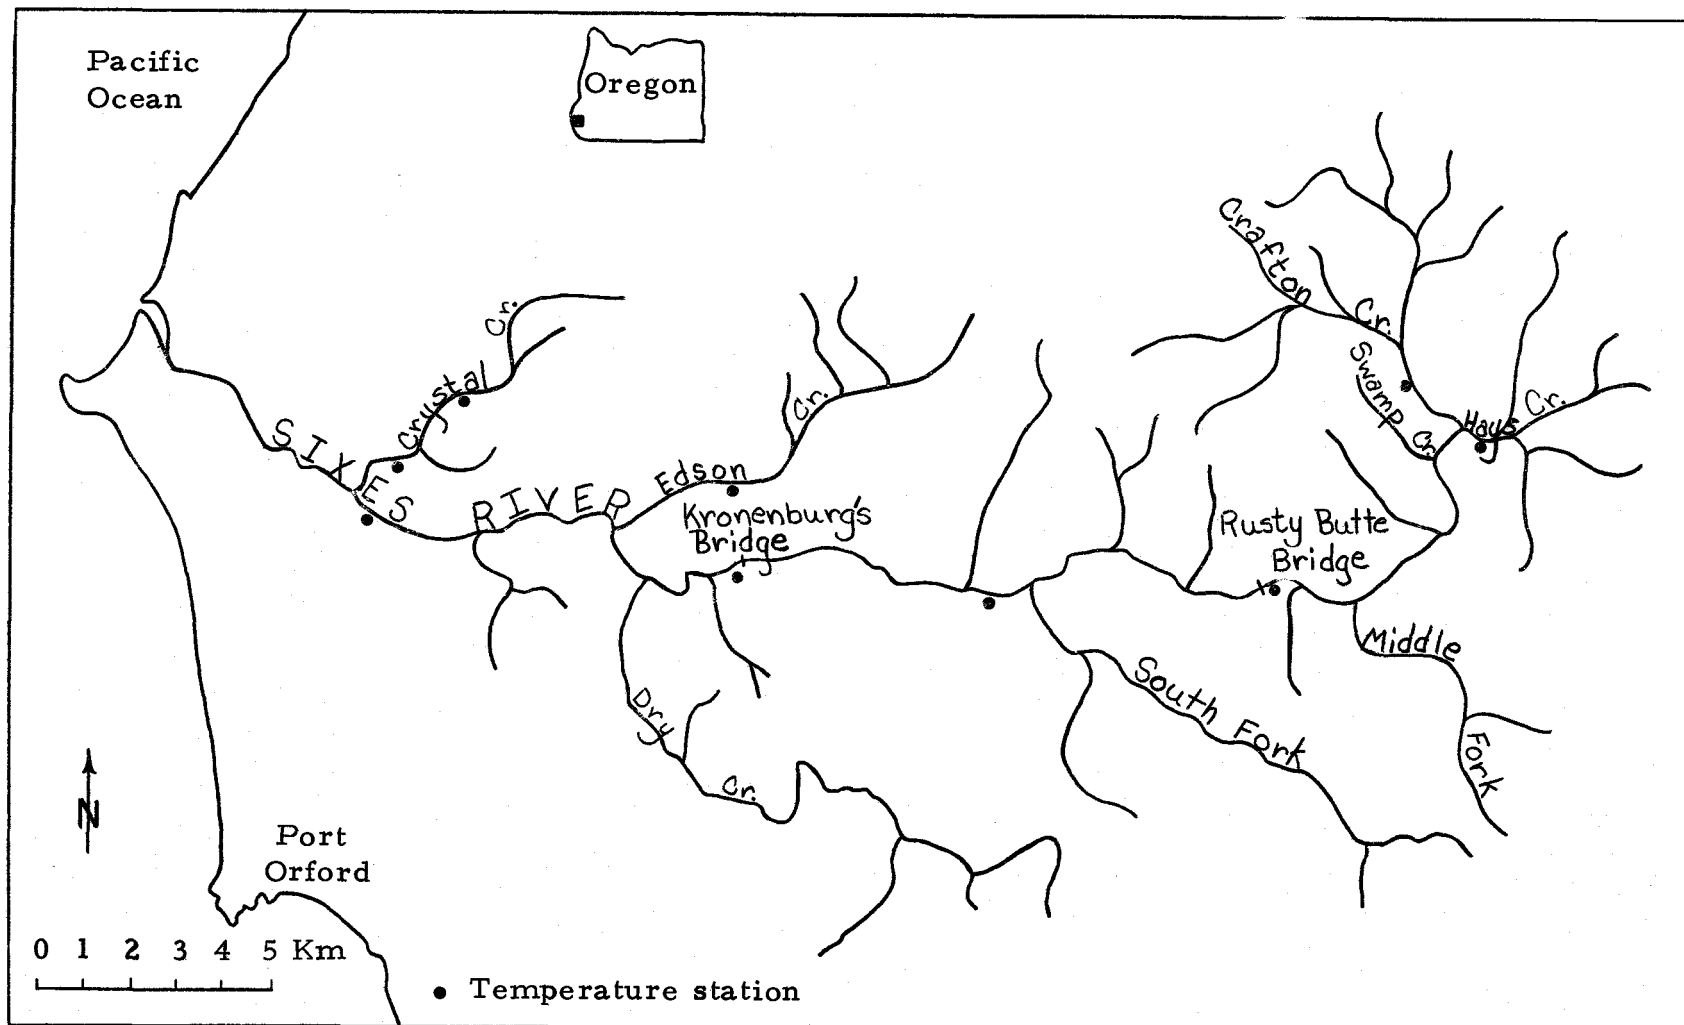 Pacific
Ocean
Oregon
Crafton
Cr.
Cr.
Crystal
Swamp
Cr.
Hays
Cr.
Cr.
SIXES
RIVER
Edson
Kronenburg's
Bridge
Rusty Butte
Bridge
Middle
Fork
South Fork
Dry
Cr.
N
Port
Orford
0 1 2 3 4 5 Km
Temperature station